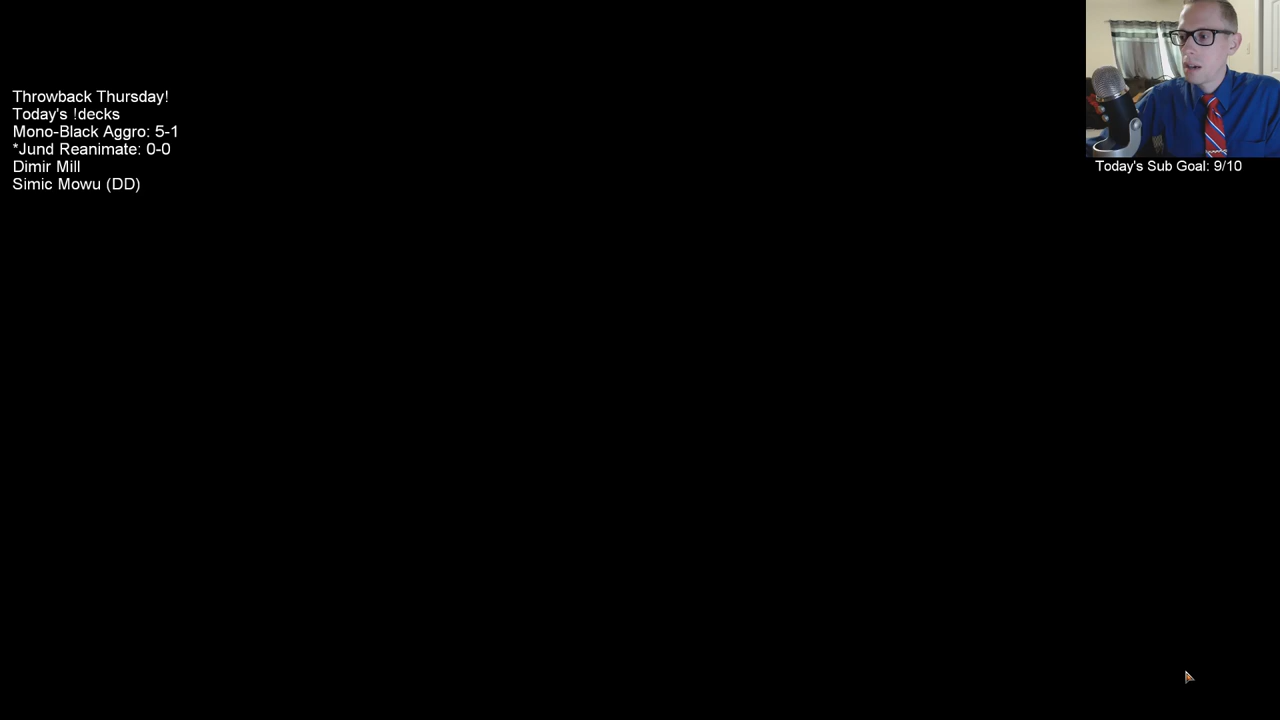 Throwback Thursday!
Today's !decks
Mono-Black Aggro: 5-1
*Jund Reanimate: 0-0
Dimir Mill
Simic Mowu (DD)
Today's Sub Goal: 9/10